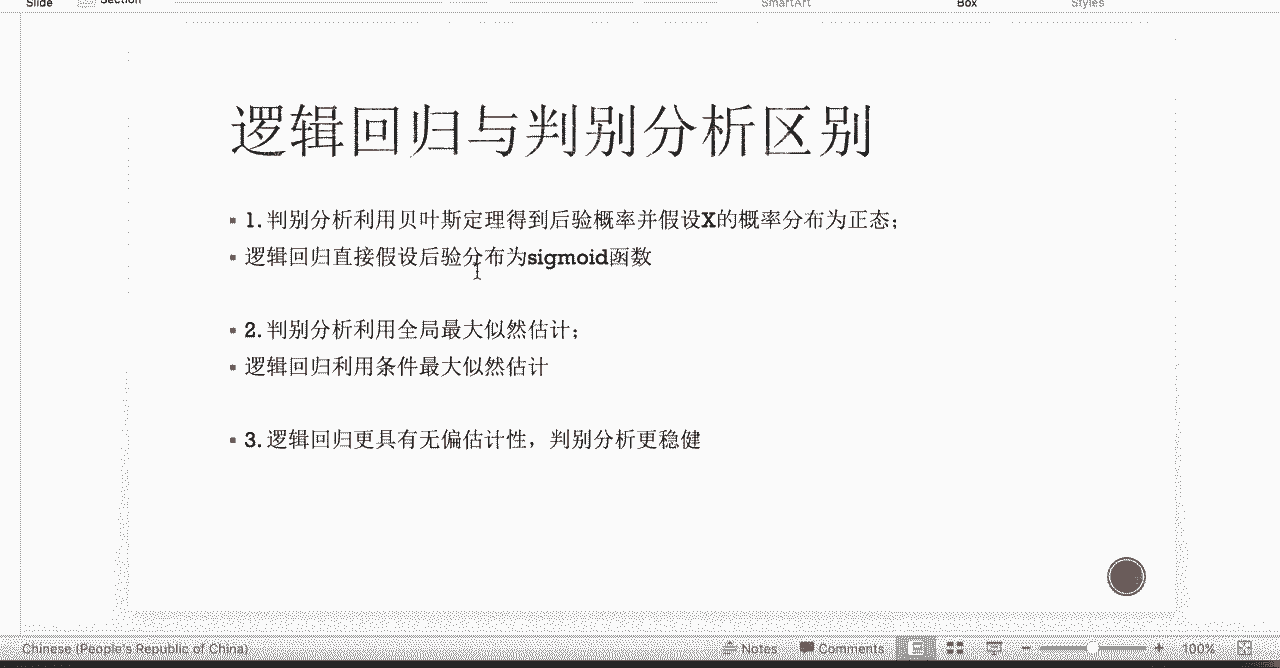 Slide
Section
SmartArt
Box
Styles
逻辑回归与判别分析区别
▪ 1. 判别分析利用贝叶斯定理得到后验概率并假设X的概率分布为正态；
▪ 逻辑回归直接假设后验分布为sigmoid函数
▪ 2. 判别分析利用全局最大似然估计；
▪ 逻辑回归利用条件最大似然估计
▪ 3. 逻辑回归更具有无偏估计性，判别分析更稳健
Chinese (People's Republic of China)
Notes
Comments
100%